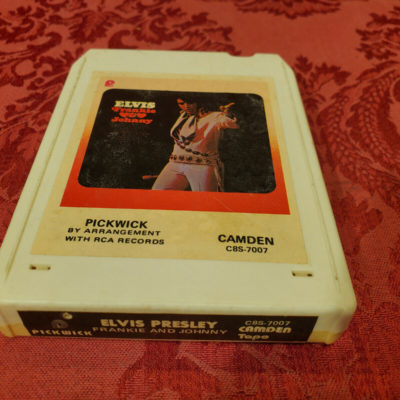 ELVIS
Frankie
Johnny
PICKWICK
BY ARRANGEMENT
WITH RCA RECORDS
CAMDEN
C8S-7007
PICKWICK
ELVIS PRESLEY
FRANKIE AND JOHNNY
C8S-7007
CAMDEN
Tape